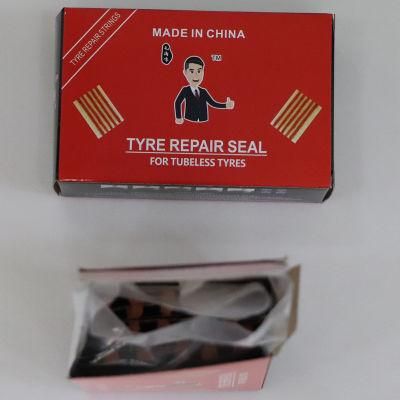 TYRE REPAIR STRINGS
MADE IN CHINA
TM
TYRE REPAIR SEAL
FOR TUBELESS TYRES